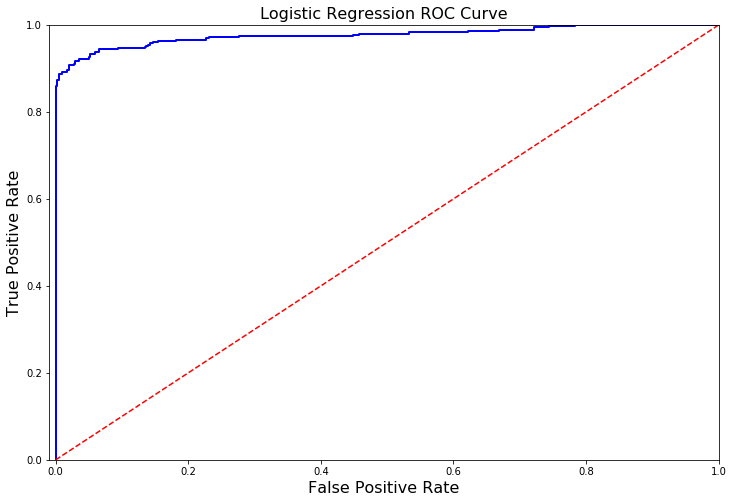 Logistic Regression ROC Curve
1.0
0.8
0.6
0.4
0.2
0.0
True Positive Rate
0.0 0.2 0.4 0.6 0.8 1.0
False Positive Rate